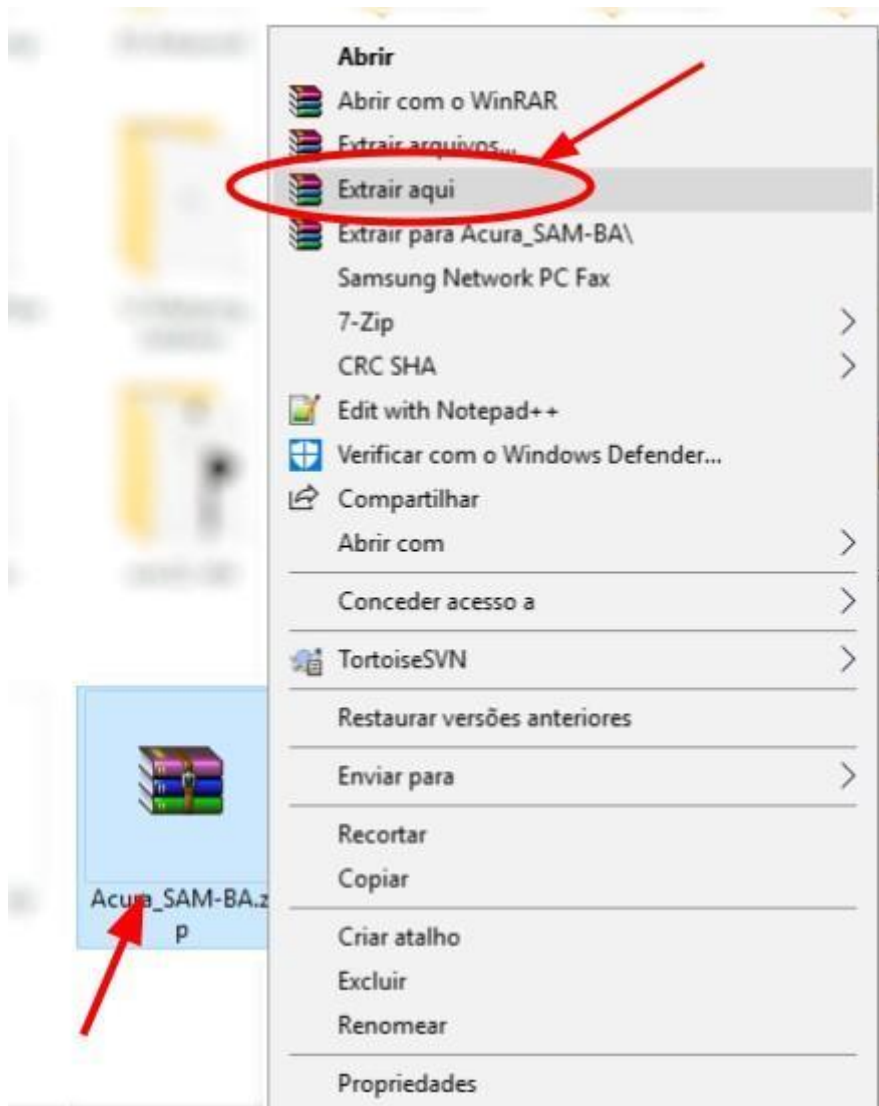 Abrir
Abrir com o WinRAR
Extrair arquivos...
Extrair aqui
Extrair para Acura_SAM-BA\
Samsung Network PC Fax
7-Zip
CRC SHA
Edit with Notepad++
Verificar com o Windows Defender...
Compartilhar
Abrir com
Conceder acesso a
TortoiseSVN
Restaurar versões anteriores
Enviar para
Recortar
Copiar
Criar atalho
Excluir
Renomear
Propriedades
Acura_SAM-BA.z
p